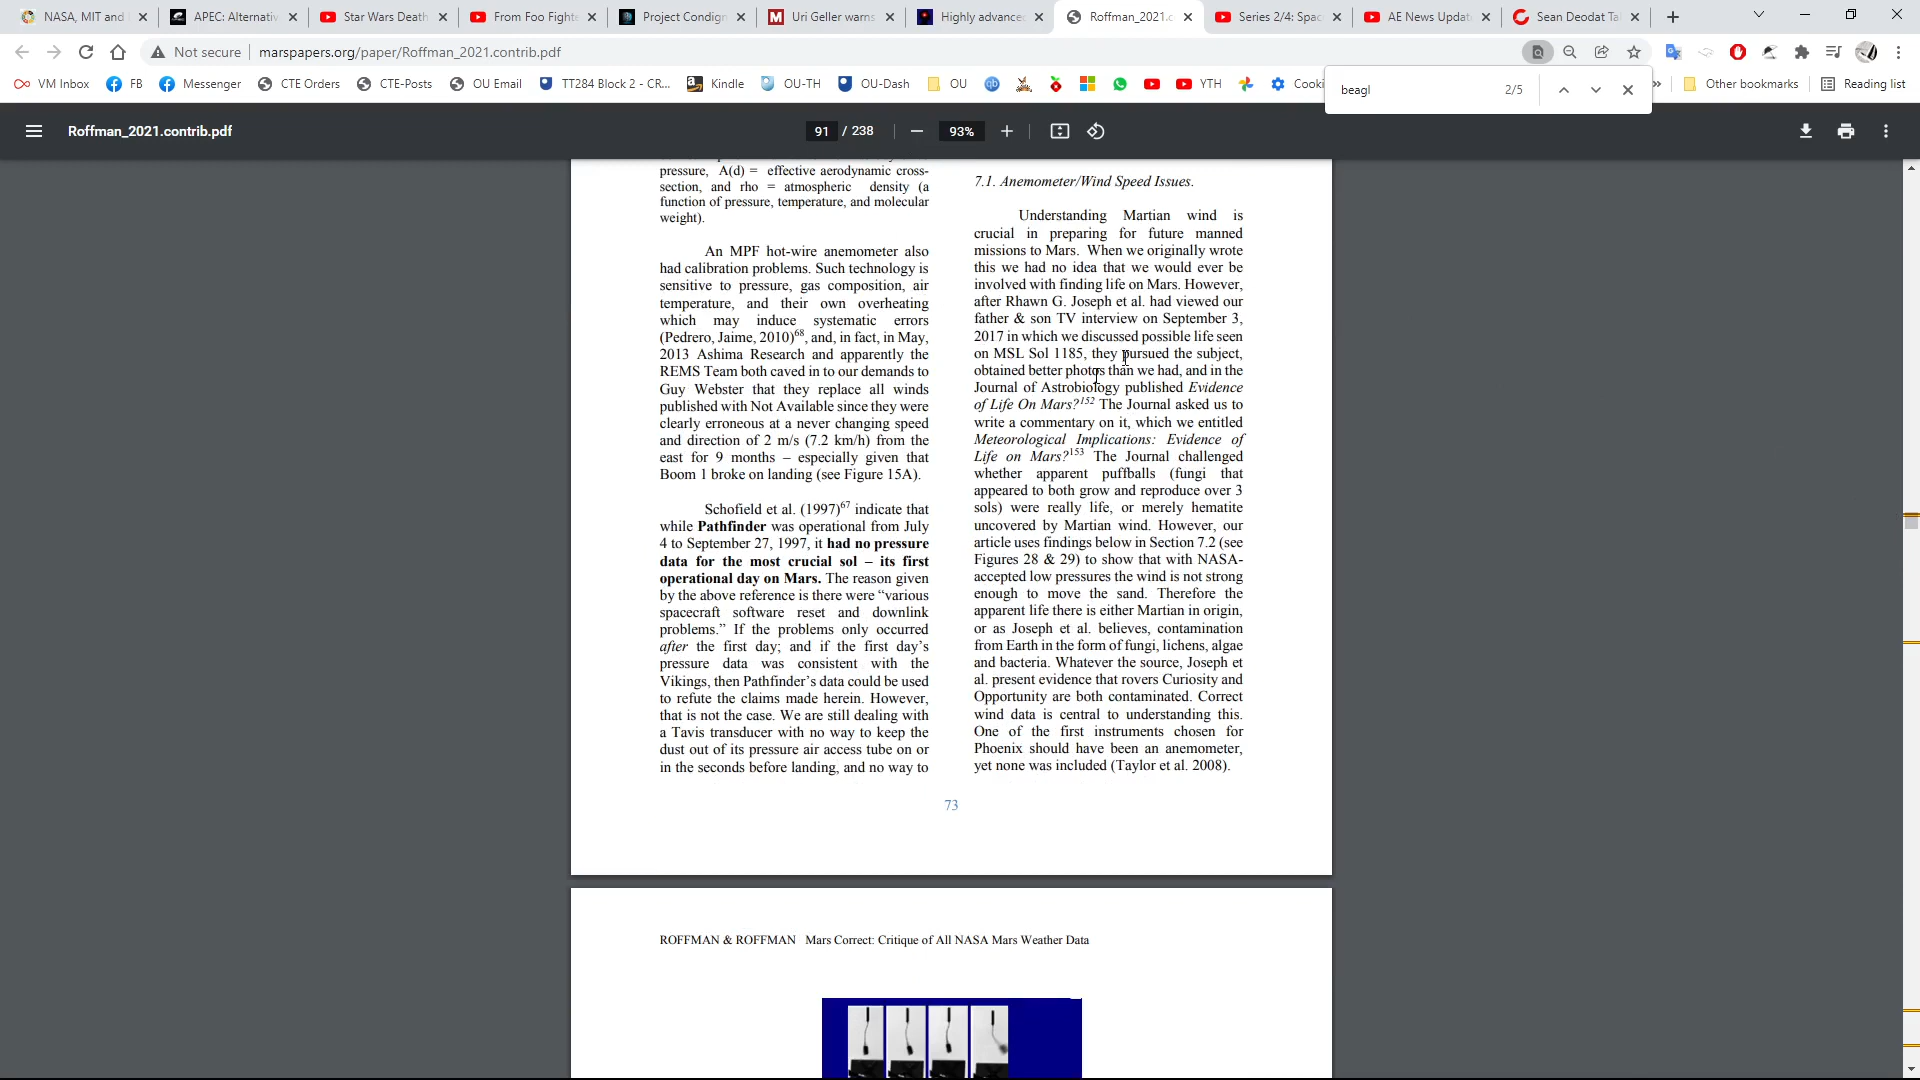 NASA, MIT and
APEC: Alternativ
Star Wars Death
From Foo Fighte
Project Condign
Uri Geller warns
Highly advanced
Roffman_2021.c
Series 2/4: Spac
AE News Updat
Sean Deodat Ta
Not secure | marspapers.org/paper/Roffman_2021.contrib.pdf
VM Inbox FB Messenger CTE Orders CTE-Posts OU Email TT284 Block 2 - CR... Kindle OU-TH OU-Dash OU YTH Cooki » Other bookmarks Reading list
beagl 2/5
Roffman_2021.contrib.pdf 91 / 238 93%
pressure, A(d) = effective aerodynamic cross-
section, and rho = atmospheric density (a
function of pressure, temperature, and molecular
weight).
An MPF hot-wire anemometer also
had calibration problems. Such technology is
sensitive to pressure, gas composition, air
temperature, and their own overheating
which may induce systematic errors
(Pedrero, Jaime, 2010)68, and, in fact, in May,
2013 Ashima Research and apparently the
REMS Team both caved in to our demands to
Guy Webster that they replace all winds
published with Not Available since they were
clearly erroneous at a never changing speed
and direction of 2 m/s (7.2 km/h) from the
east for 9 months – especially given that
Boom 1 broke on landing (see Figure 15A).
Schofield et al. (1997)67 indicate that
while Pathfinder was operational from July
4 to September 27, 1997, it had no pressure
data for the most crucial sol – its first
operational day on Mars. The reason given
by the above reference is there were “various
spacecraft software reset and downlink
problems.” If the problems only occurred
after the first day; and if the first day’s
pressure data was consistent with the
Vikings, then Pathfinder’s data could be used
to refute the claims made herein. However,
that is not the case. We are still dealing with
a Tavis transducer with no way to keep the
dust out of its pressure air access tube on or
in the seconds before landing, and no way to
7.1. Anemometer/Wind Speed Issues.
Understanding Martian wind is
crucial in preparing for future manned
missions to Mars. When we originally wrote
this we had no idea that we would ever be
involved with finding life on Mars. However,
after Rhawn G. Joseph et al. had viewed our
father & son TV interview on September 3,
2017 in which we discussed possible life seen
on MSL Sol 1185, they pursued the subject,
obtained better photos than we had, and in the
Journal of Astrobiology published Evidence
of Life On Mars?152 The Journal asked us to
write a commentary on it, which we entitled
Meteorological Implications: Evidence of
Life on Mars?153 The Journal challenged
whether apparent puffballs (fungi that
appeared to both grow and reproduce over 3
sols) were really life, or merely hematite
uncovered by Martian wind. However, our
article uses findings below in Section 7.2 (see
Figures 28 & 29) to show that with NASA-
accepted low pressures the wind is not strong
enough to move the sand. Therefore the
apparent life there is either Martian in origin,
or as Joseph et al. believes, contamination
from Earth in the form of fungi, lichens, algae
and bacteria. Whatever the source, Joseph et
al. present evidence that rovers Curiosity and
Opportunity are both contaminated. Correct
wind data is central to understanding this.
One of the first instruments chosen for
Phoenix should have been an anemometer,
yet none was included (Taylor et al. 2008).
73
ROFFMAN & ROFFMAN Mars Correct: Critique of All NASA Mars Weather Data